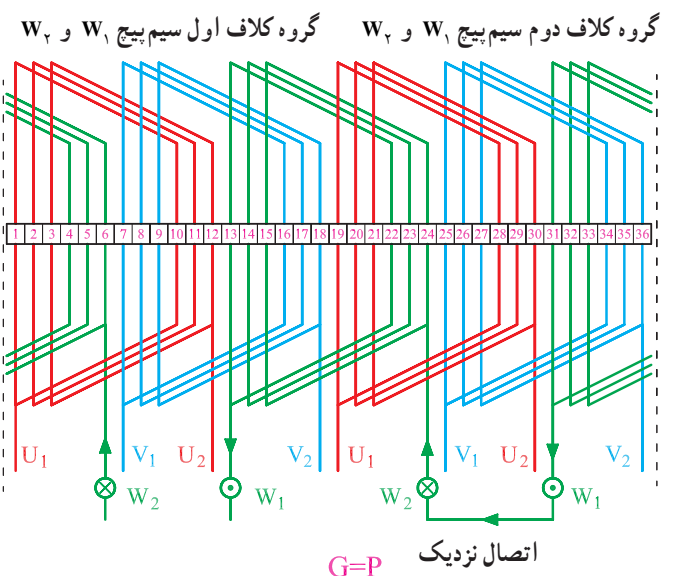 گروه کلاف دوم سیم‌پیچ W۱ و W۲
گروه کلاف اول سیم‌پیچ W۱ و W۲
1 2 3 4 5 6 7 8 9 10 11 12 13 14 15 16 17 18 19 20 21 22 23 24 25 26 27 28 29 30 31 32 33 34 35 36
U1 V1 U2 V2 U1 V1 U2 V2
W2 W1 W2 W1
اتصال نزدیک
G=P